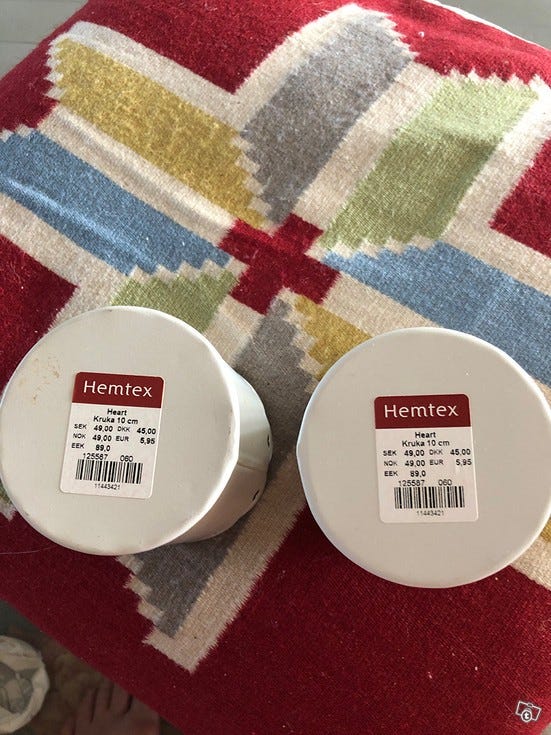 Hemtex
Heart
Kruka 10 cm
SEK 49,00 DKK 45,00
NOK 49,00 EUR 5,95
EEK 89,0
125587 060
11443421
Hemtex
Heart
Kruka 10 cm
SEK 49,00 DKK 45,00
NOK 49,00 EUR 5,95
EEK 89,0
125587 060
11443421
t